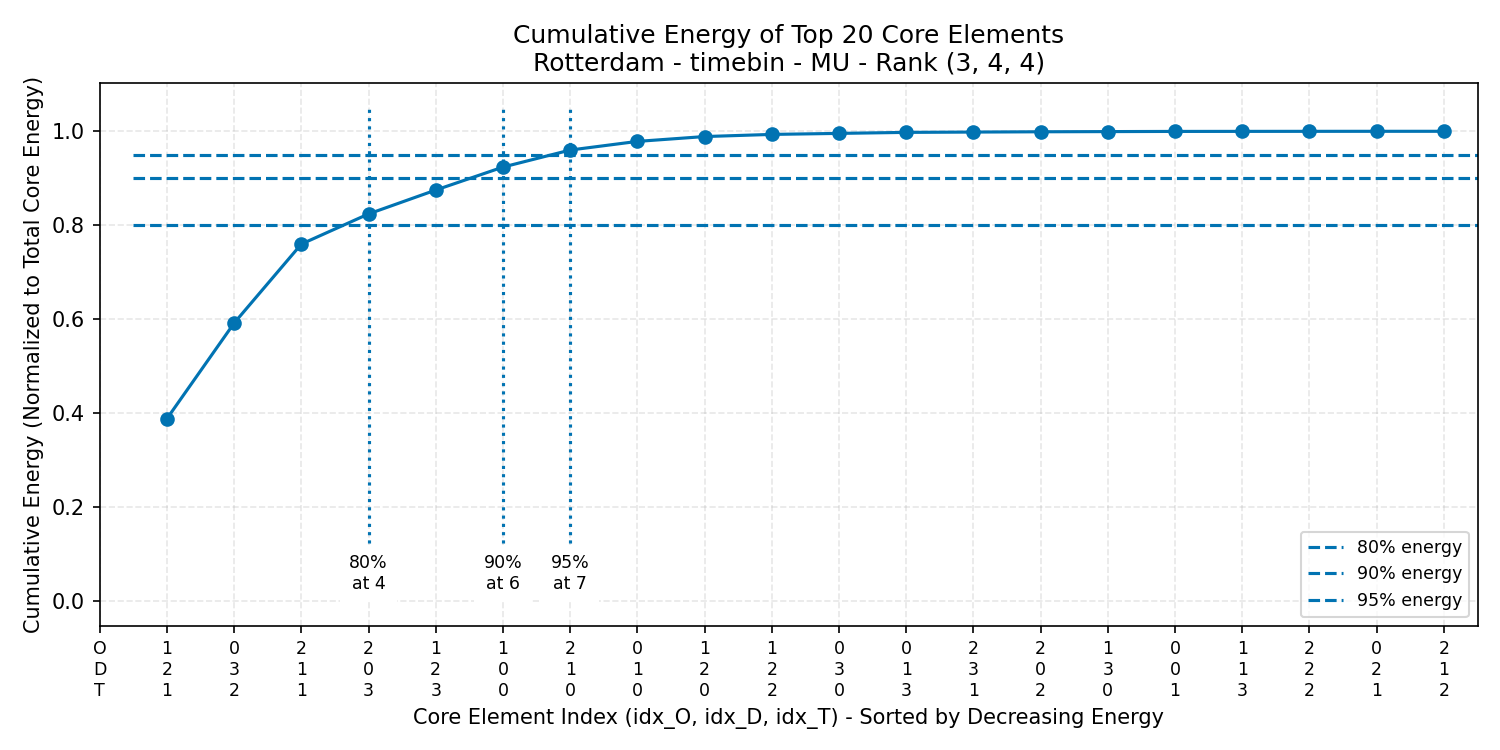 Cumulative Energy of Top 20 Core Elements
Rotterdam - timebin - MU - Rank (3, 4, 4)
Cumulative Energy (Normalized to Total Core Energy)
1.0
0.8
0.6
0.4
0.2
0.0
80%
at 4
90%
at 6
95%
at 7
80% energy
90% energy
95% energy
O 1 0 2 2 1 1 2 0 1 1 0 0 2 2 1 0 1 2 0 2
D 2 3 1 0 2 0 1 1 2 2 3 1 3 0 3 0 1 2 2 1
T 1 2 1 3 3 0 0 0 0 2 0 3 1 2 0 1 3 2 1 2
Core Element Index (idx_O, idx_D, idx_T) - Sorted by Decreasing Energy